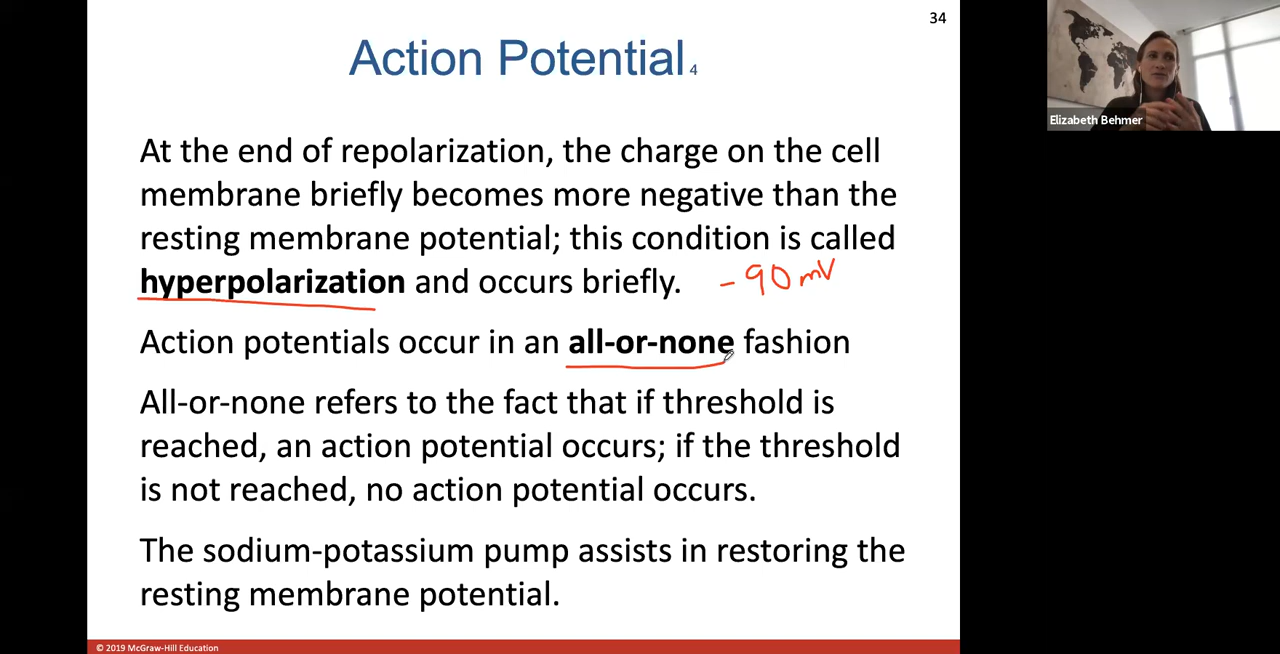 34
Action Potential 4
Elizabeth Behmer
At the end of repolarization, the charge on the cell
membrane briefly becomes more negative than the
resting membrane potential; this condition is called
hyperpolarization and occurs briefly. -90mV
Action potentials occur in an all-or-none fashion
All-or-none refers to the fact that if threshold is
reached, an action potential occurs; if the threshold
is not reached, no action potential occurs.
The sodium-potassium pump assists in restoring the
resting membrane potential.
© 2019 McGraw-Hill Education